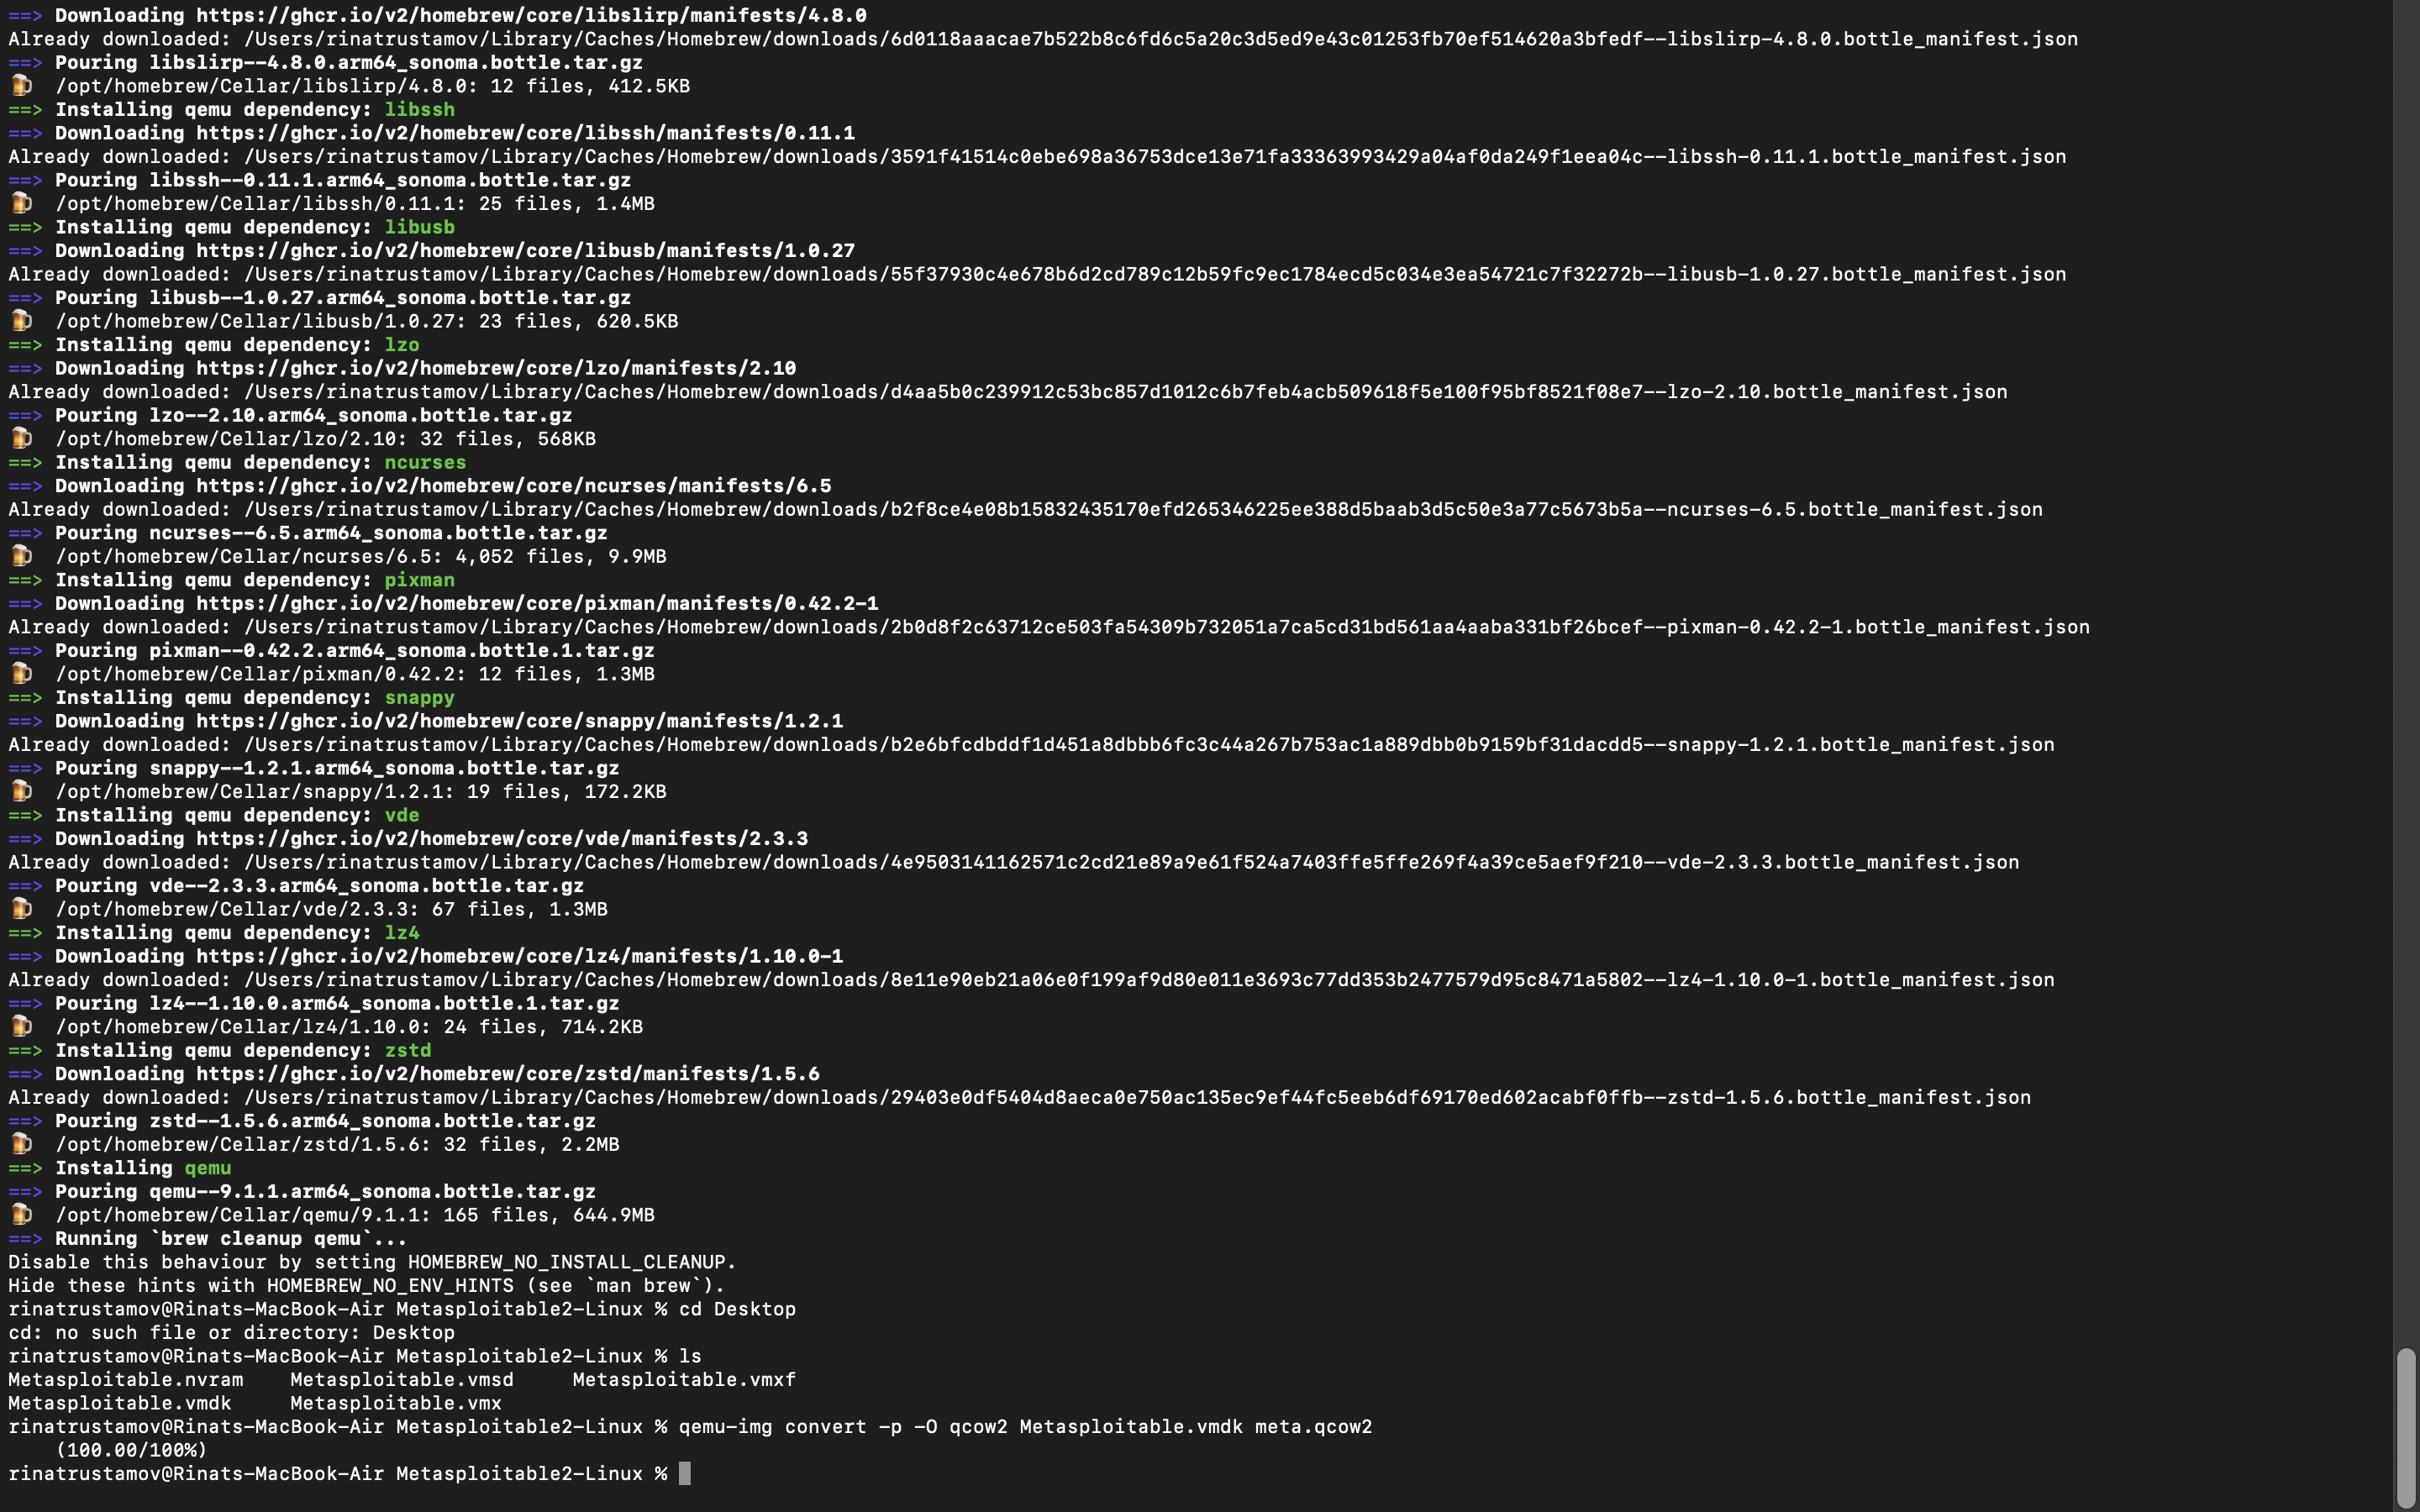 ==> Downloading https://ghcr.io/v2/homebrew/core/libslirp/manifests/4.8.0
Already downloaded: /Users/rinatrustamov/Library/Caches/Homebrew/downloads/6d0118aaacae7b522b8c6fd6c5a20c3d5ed9e43c01253fb70ef514620a3bfedf--libslirp-4.8.0.bottle_manifest.json
==> Pouring libslirp--4.8.0.arm64_sonoma.bottle.tar.gz
🍺  /opt/homebrew/Cellar/libslirp/4.8.0: 12 files, 412.5KB
==> Installing qemu dependency: libssh
==> Downloading https://ghcr.io/v2/homebrew/core/libssh/manifests/0.11.1
Already downloaded: /Users/rinatrustamov/Library/Caches/Homebrew/downloads/3591f41514c0ebe698a36753dce13e71fa33363993429a04af0da249f1eea04c--libssh-0.11.1.bottle_manifest.json
==> Pouring libssh--0.11.1.arm64_sonoma.bottle.tar.gz
🍺  /opt/homebrew/Cellar/libssh/0.11.1: 25 files, 1.4MB
==> Installing qemu dependency: libusb
==> Downloading https://ghcr.io/v2/homebrew/core/libusb/manifests/1.0.27
Already downloaded: /Users/rinatrustamov/Library/Caches/Homebrew/downloads/55f37930c4e678b6d2cd789c12b59fc9ec1784ecd5c034e3ea54721c7f32272b--libusb-1.0.27.bottle_manifest.json
==> Pouring libusb--1.0.27.arm64_sonoma.bottle.tar.gz
🍺  /opt/homebrew/Cellar/libusb/1.0.27: 23 files, 620.5KB
==> Installing qemu dependency: lzo
==> Downloading https://ghcr.io/v2/homebrew/core/lzo/manifests/2.10
Already downloaded: /Users/rinatrustamov/Library/Caches/Homebrew/downloads/d4aa5b0c239912c53bc857d1012c6b7feb4acb509618f5e100f95bf8521f08e7--lzo-2.10.bottle_manifest.json
==> Pouring lzo--2.10.arm64_sonoma.bottle.tar.gz
🍺  /opt/homebrew/Cellar/lzo/2.10: 32 files, 568KB
==> Installing qemu dependency: ncurses
==> Downloading https://ghcr.io/v2/homebrew/core/ncurses/manifests/6.5
Already downloaded: /Users/rinatrustamov/Library/Caches/Homebrew/downloads/b2f8ce4e08b15832435170efd265346225ee388d5baab3d5c50e3a77c5673b5a--ncurses-6.5.bottle_manifest.json
==> Pouring ncurses--6.5.arm64_sonoma.bottle.tar.gz
🍺  /opt/homebrew/Cellar/ncurses/6.5: 4,052 files, 9.9MB
==> Installing qemu dependency: pixman
==> Downloading https://ghcr.io/v2/homebrew/core/pixman/manifests/0.42.2-1
Already downloaded: /Users/rinatrustamov/Library/Caches/Homebrew/downloads/2b0d8f2c63712ce503fa54309b732051a7ca5cd31bd561aa4aaba331bf26bcef--pixman-0.42.2-1.bottle_manifest.json
==> Pouring pixman--0.42.2.arm64_sonoma.bottle.1.tar.gz
🍺  /opt/homebrew/Cellar/pixman/0.42.2: 12 files, 1.3MB
==> Installing qemu dependency: snappy
==> Downloading https://ghcr.io/v2/homebrew/core/snappy/manifests/1.2.1
Already downloaded: /Users/rinatrustamov/Library/Caches/Homebrew/downloads/b2e6bfcdbddf1d451a8dbbb6fc3c44a267b753ac1a889dbb0b9159bf31dacdd5--snappy-1.2.1.bottle_manifest.json
==> Pouring snappy--1.2.1.arm64_sonoma.bottle.tar.gz
🍺  /opt/homebrew/Cellar/snappy/1.2.1: 19 files, 172.2KB
==> Installing qemu dependency: vde
==> Downloading https://ghcr.io/v2/homebrew/core/vde/manifests/2.3.3
Already downloaded: /Users/rinatrustamov/Library/Caches/Homebrew/downloads/4e9503141162571c2cd21e89a9e61f524a7403ffe5ffe269f4a39ce5aef9f210--vde-2.3.3.bottle_manifest.json
==> Pouring vde--2.3.3.arm64_sonoma.bottle.tar.gz
🍺  /opt/homebrew/Cellar/vde/2.3.3: 67 files, 1.3MB
==> Installing qemu dependency: lz4
==> Downloading https://ghcr.io/v2/homebrew/core/lz4/manifests/1.10.0-1
Already downloaded: /Users/rinatrustamov/Library/Caches/Homebrew/downloads/8e11e90eb21a06e0f199af9d80e011e3693c77dd353b2477579d95c8471a5802--lz4-1.10.0-1.bottle_manifest.json
==> Pouring lz4--1.10.0.arm64_sonoma.bottle.1.tar.gz
🍺  /opt/homebrew/Cellar/lz4/1.10.0: 24 files, 714.2KB
==> Installing qemu dependency: zstd
==> Downloading https://ghcr.io/v2/homebrew/core/zstd/manifests/1.5.6
Already downloaded: /Users/rinatrustamov/Library/Caches/Homebrew/downloads/29403e0df5404d8aeca0e750ac135ec9ef44fc5eeb6df69170ed602acabf0ffb--zstd-1.5.6.bottle_manifest.json
==> Pouring zstd--1.5.6.arm64_sonoma.bottle.tar.gz
🍺  /opt/homebrew/Cellar/zstd/1.5.6: 32 files, 2.2MB
==> Installing qemu
==> Pouring qemu--9.1.1.arm64_sonoma.bottle.tar.gz
🍺  /opt/homebrew/Cellar/qemu/9.1.1: 165 files, 644.9MB
==> Running `brew cleanup qemu`...
Disable this behaviour by setting HOMEBREW_NO_INSTALL_CLEANUP.
Hide these hints with HOMEBREW_NO_ENV_HINTS (see `man brew`).
rinatrustamov@Rinats-MacBook-Air Metasploitable2-Linux % cd Desktop
cd: no such file or directory: Desktop
rinatrustamov@Rinats-MacBook-Air Metasploitable2-Linux % ls
Metasploitable.nvram    Metasploitable.vmsd     Metasploitable.vmxf
Metasploitable.vmdk     Metasploitable.vmx
rinatrustamov@Rinats-MacBook-Air Metasploitable2-Linux % qemu-img convert -p -O qcow2 Metasploitable.vmdk meta.qcow2
    (100.00/100%)
rinatrustamov@Rinats-MacBook-Air Metasploitable2-Linux %